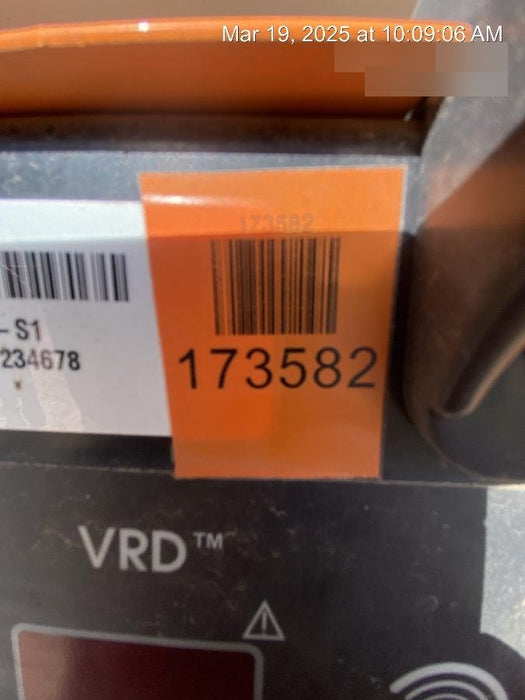 Mar 19, 2025 at 10:09:06 AM
173582
-S1
234678
173582
VRD™